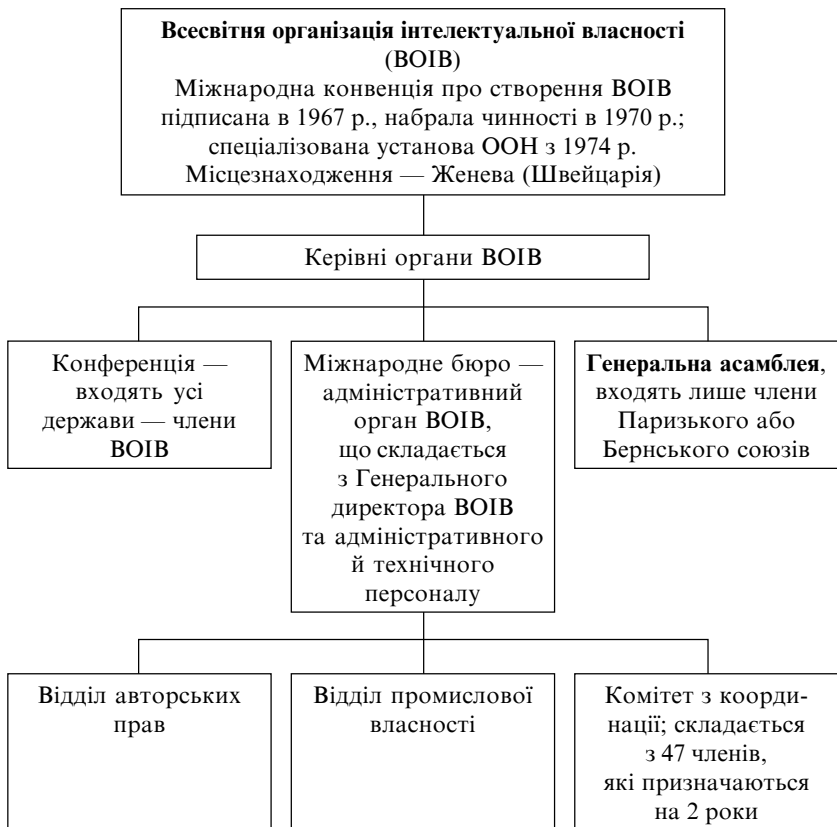 Всесвітня організація інтелектуальної власності
(ВОІВ)
Міжнародна конвенція про створення ВОІВ
підписана в 1967 р., набрала чинності в 1970 р.;
спеціалізована установа ООН з 1974 р.
Місцезнаходження — Женева (Швейцарія)
Керівні органи ВОІВ
Конференція —
входять усі
держави — члени
ВОІВ
Міжнародне бюро —
адміністративний
орган ВОІВ,
що складається
з Генерального
директора ВОІВ
та адміністративного
й технічного
персоналу
Генеральна асамблея,
входять лише члени
Паризького або
Бернського союзів
Відділ авторських
прав
Відділ промислової
власності
Комітет з коорди-
нації; складається
з 47 членів,
які призначаються
на 2 роки